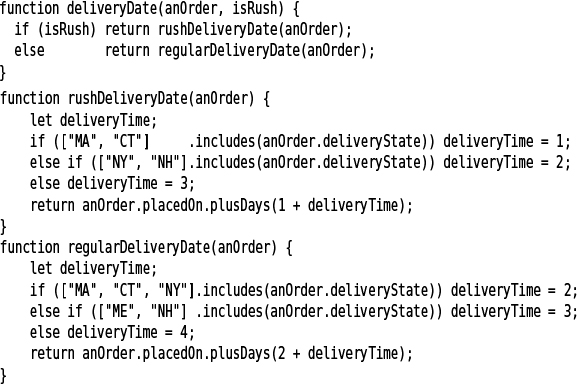 function deliveryDate(anOrder, isRush) {
  if (isRush) return rushDeliveryDate(anOrder);
  else        return regularDeliveryDate(anOrder);
}
function rushDeliveryDate(anOrder) {
    let deliveryTime;
    if (["MA", "CT"]     .includes(anOrder.deliveryState)) deliveryTime = 1;
    else if (["NY", "NH"].includes(anOrder.deliveryState)) deliveryTime = 2;
    else deliveryTime = 3;
    return anOrder.placedOn.plusDays(1 + deliveryTime);
}
function regularDeliveryDate(anOrder) {
    let deliveryTime;
    if (["MA", "CT", "NY"].includes(anOrder.deliveryState)) deliveryTime = 2;
    else if (["ME", "NH"] .includes(anOrder.deliveryState)) deliveryTime = 3;
    else deliveryTime = 4;
    return anOrder.placedOn.plusDays(2 + deliveryTime);
}